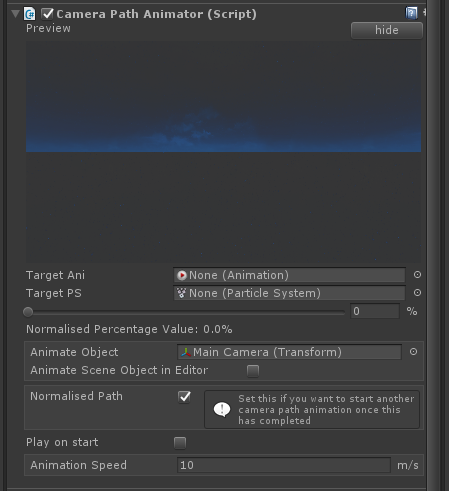 Camera Path Animator (Script)
Preview
hide
Target Ani
None (Animation)
Target PS
None (Particle System)
0
%
Normalised Percentage Value: 0.0%
Animate Object
Main Camera (Transform)
Animate Scene Object in Editor
Normalised Path
Set this if you want to start another
camera path animation once this
has completed
Play on start
Animation Speed
10
m/s